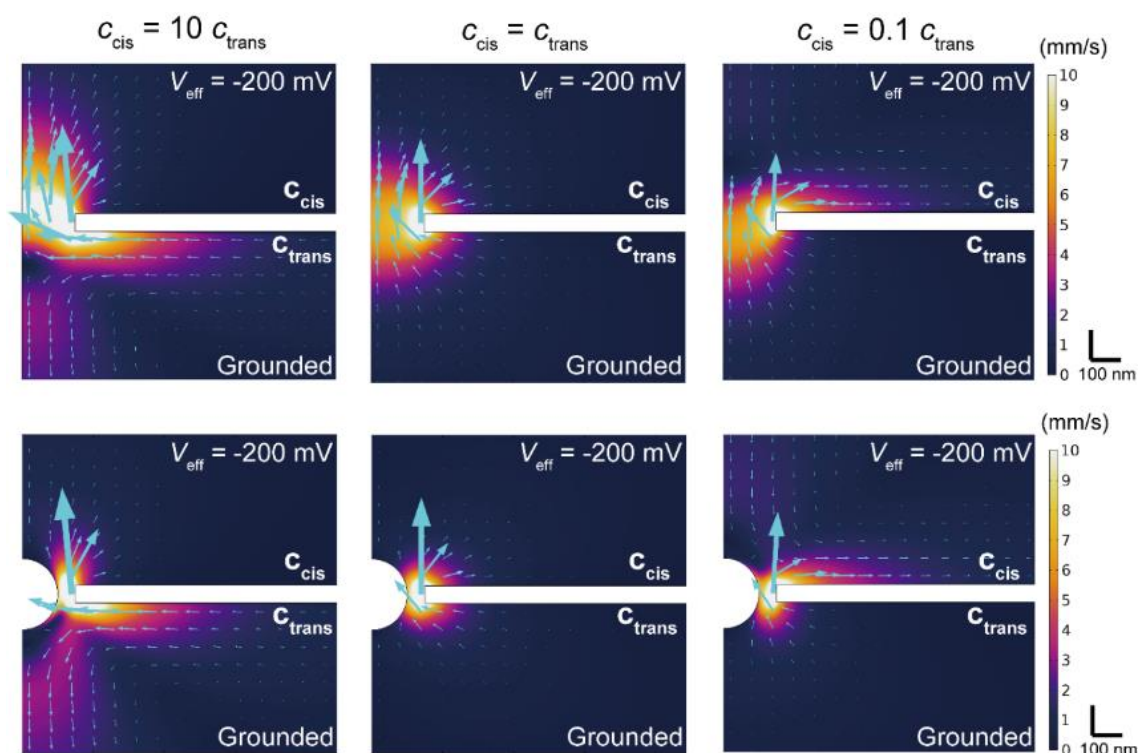 c_cis = 10 c_trans
c_cis = c_trans
c_cis = 0.1 c_trans
(mm/s)
V_eff = -200 mV
V_eff = -200 mV
V_eff = -200 mV
10
9
8
7
6
5
4
3
2
1
0
c_cis
c_cis
c_cis
c_trans
c_trans
c_trans
Grounded
Grounded
Grounded
100 nm
(mm/s)
V_eff = -200 mV
V_eff = -200 mV
V_eff = -200 mV
10
9
8
7
6
5
4
3
2
1
0
c_cis
c_cis
c_cis
c_trans
c_trans
c_trans
Grounded
Grounded
Grounded
100 nm